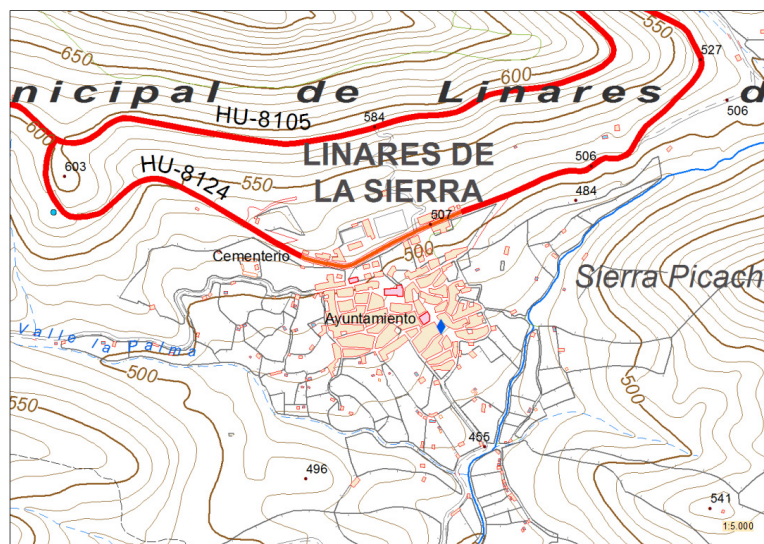 550
527
650
600
nicipal de Linares d
HU-8105
584
506
600
603
HU-8124
LINARES DE
LA SIERRA
550
506
484
507
500
Cementerio
Sierra Picach
Ayuntamiento
Valle la Palma
500
500
550
455
496
541
1:5.000